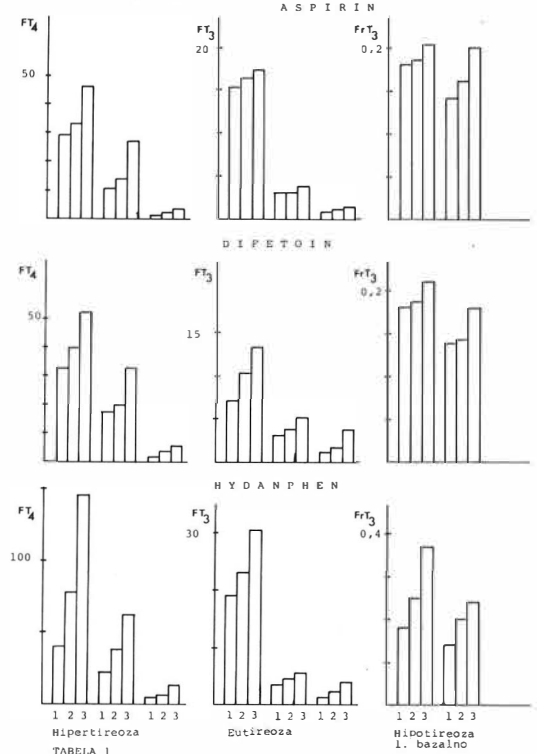 A S P I R I N
FT4 FT3 FrT3
50 20 0,2
D I F E T O I N
FT4 FT3 FrT3
50 15 0,2
H Y D A N P H E N
FT4 FT3 FrT3
100 30 0,4
1 2 3 1 2 3 1 2 3 1 2 3 1 2 3 1 2 3 1 2 3 1 2 3
Hipertireoza Eutireoza Hipotireoza
1. bazalno
TABELA 1